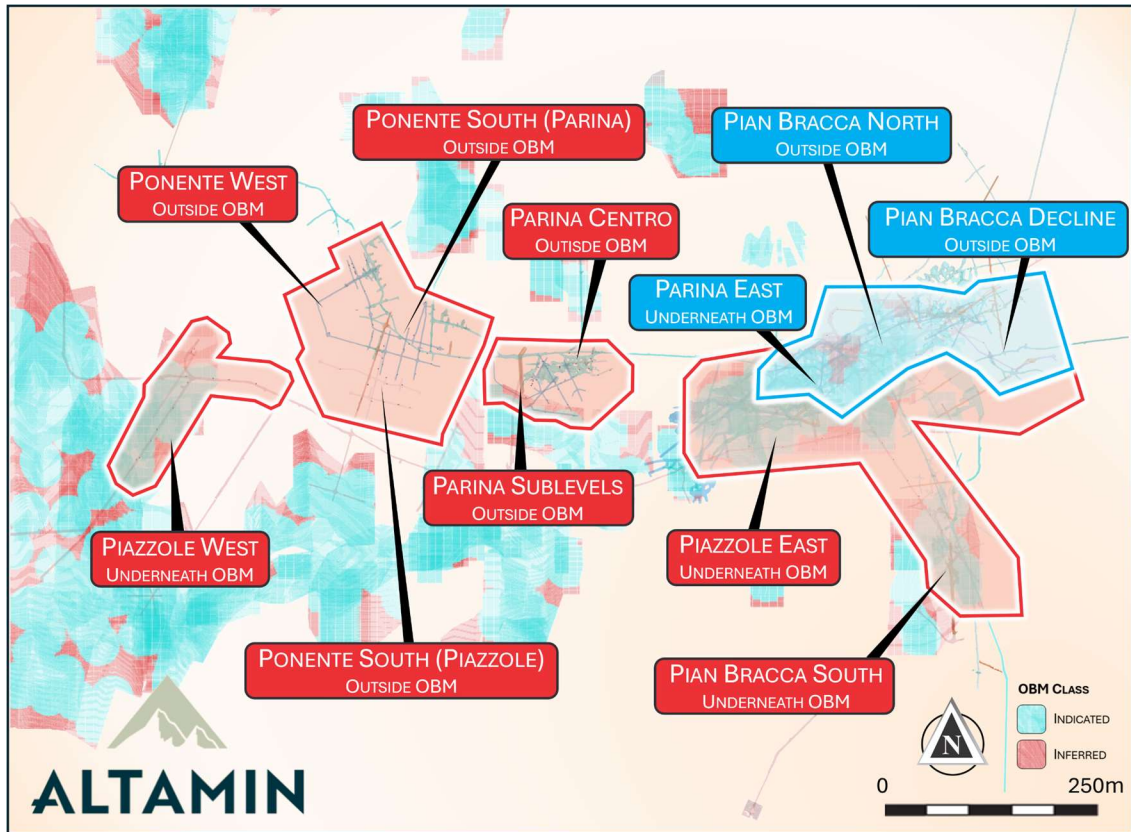 PONENTE SOUTH (PARINA)
OUTSIDE OBM
PIAN BRACCA NORTH
OUTSIDE OBM
PONENTE WEST
OUTSIDE OBM
PARINA CENTRO
OUTISDE OBM
PIAN BRACCA DECLINE
OUTSIDE OBM
PARINA EAST
UNDERNEATH OBM
PARINA SUBLEVELS
OUTSIDE OBM
PIAZZOLE WEST
UNDERNEATH OBM
PIAZZOLE EAST
UNDERNEATH OBM
PONENTE SOUTH (PIAZZOLE)
OUTSIDE OBM
PIAN BRACCA SOUTH
UNDERNEATH OBM
OBM CLASS
INDICATED
INFERRED
N
0 250m
ALTAMIN